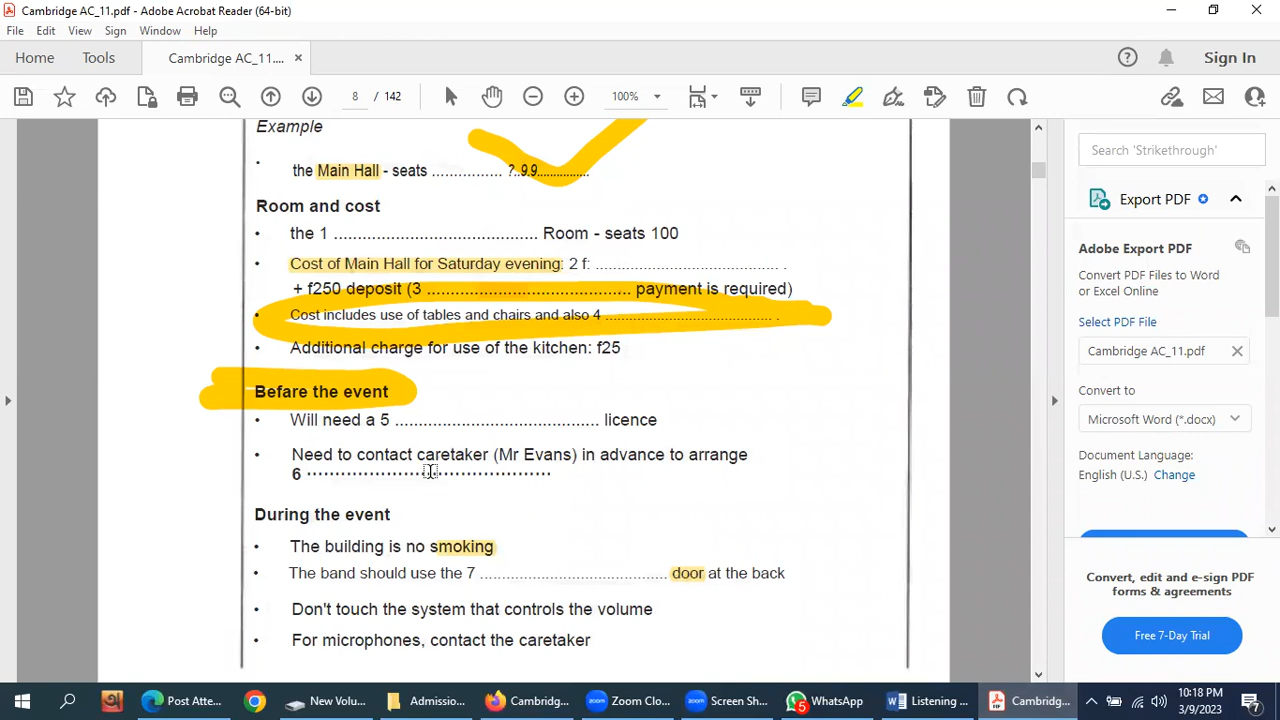 Cambridge AC_11.pdf - Adobe Acrobat Reader (64-bit)
File Edit View Sign Window Help
Home Tools Cambridge AC_11.... × Sign In
8 / 142 100%
Example
the Main Hall - seats ................ ?..9.9...............
Room and cost
• the 1 ........................................... Room - seats 100
• Cost of Main Hall for Saturday evening: 2 f: ....................................... .
+ f250 deposit (3 ........................................... payment is required)
• Cost includes use of tables and chairs and also 4 ....................................... .
• Additional charge for use of the kitchen: f25
Befare the event
• Will need a 5 ........................................... licence
• Need to contact caretaker (Mr Evans) in advance to arrange
6 ...........................................
During the event
• The building is no smoking
• The band should use the 7 ....................................... door at the back
• Don't touch the system that controls the volume
• For microphones, contact the caretaker
Search 'Strikethrough'
Export PDF
Adobe Export PDF
Convert PDF Files to Word
or Excel Online
Select PDF File
Cambridge AC_11.pdf ×
Convert to
Microsoft Word (*.docx)
Document Language:
English (U.S.) Change
Convert, edit and e-sign PDF
forms & agreements
Free 7-Day Trial
Post Atte... New Volu... Admissio... Cambridg... Zoom Clo... Screen Sh... 5 WhatsApp Listening ... Cambridg... 10:18 PM
3/9/2023 7